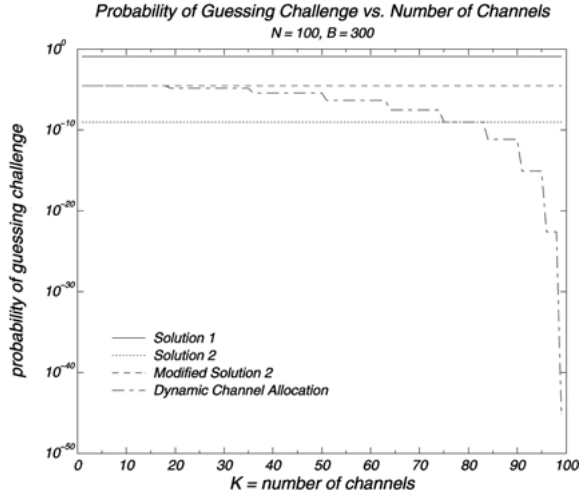 Probability of Guessing Challenge vs. Number of Channels
N = 100, B = 300
probability of guessing challenge
10^0
10^-10
10^-20
10^-30
10^-40
10^-50
Solution 1
Solution 2
Modified Solution 2
Dynamic Channel Allocation
0 10 20 30 40 50 60 70 80 90 100
K = number of channels